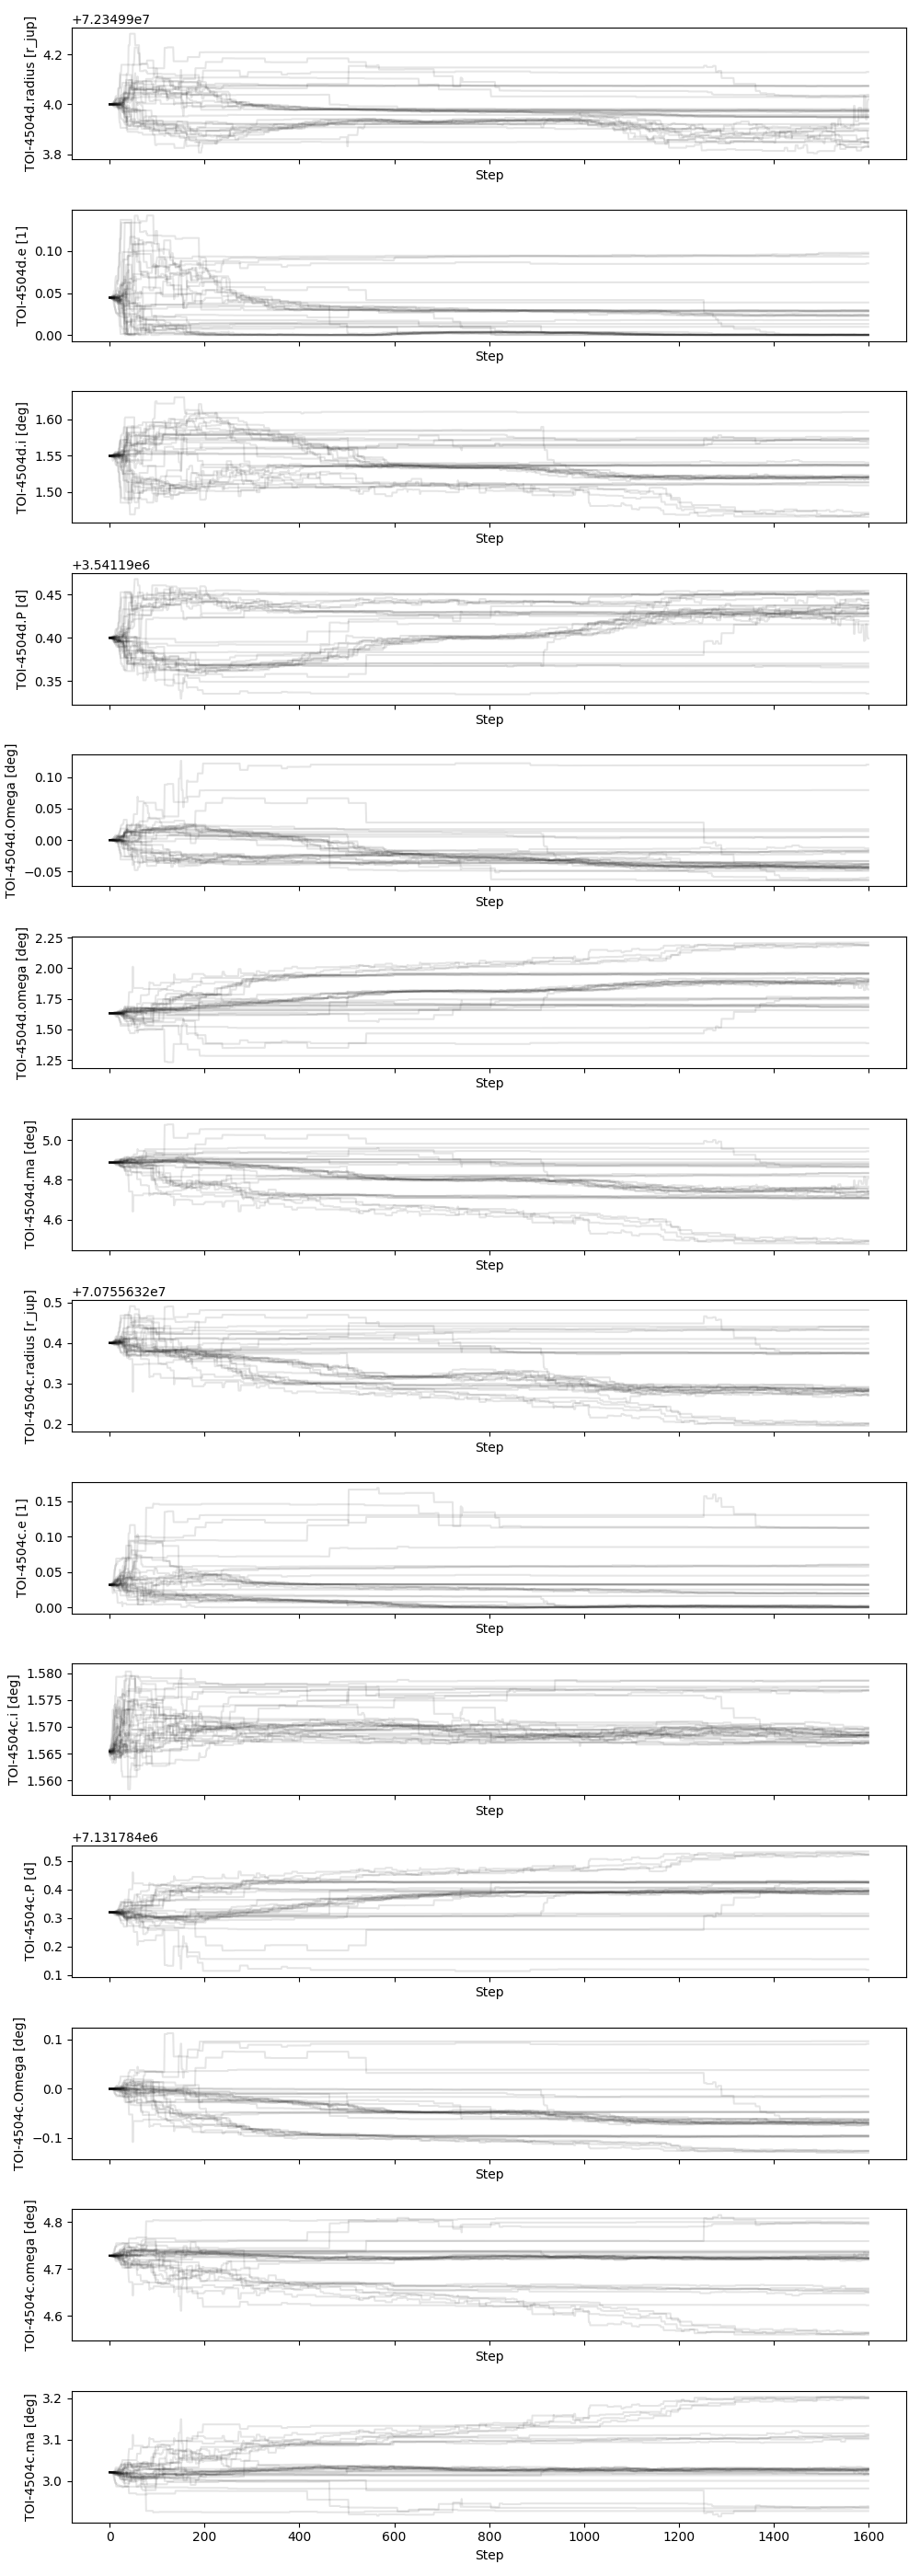 +7.23499e7
TOI-4504d.radius [r_jup]
4.2
4.0
3.8
Step
TOI-4504d.e [1]
0.10
0.05
0.00
Step
TOI-4504d.i [deg]
1.60
1.55
1.50
Step
+3.54119e6
TOI-4504d.P [d]
0.45
0.40
0.35
Step
TOI-4504d.Omega [deg]
0.10
0.05
0.00
−0.05
Step
TOI-4504d.omega [deg]
2.25
2.00
1.75
1.50
1.25
Step
TOI-4504d.ma [deg]
5.0
4.8
4.6
Step
+7.0755632e7
TOI-4504c.radius [r_jup]
0.5
0.4
0.3
0.2
Step
TOI-4504c.e [1]
0.15
0.10
0.05
0.00
Step
TOI-4504c.i [deg]
1.580
1.575
1.570
1.565
1.560
Step
+7.131784e6
TOI-4504c.P [d]
0.5
0.4
0.3
0.2
0.1
Step
TOI-4504c.Omega [deg]
0.1
0.0
−0.1
Step
TOI-4504c.omega [deg]
4.8
4.7
4.6
Step
TOI-4504c.ma [deg]
3.2
3.1
3.0
0 200 400 600 800 1000 1200 1400 1600
Step